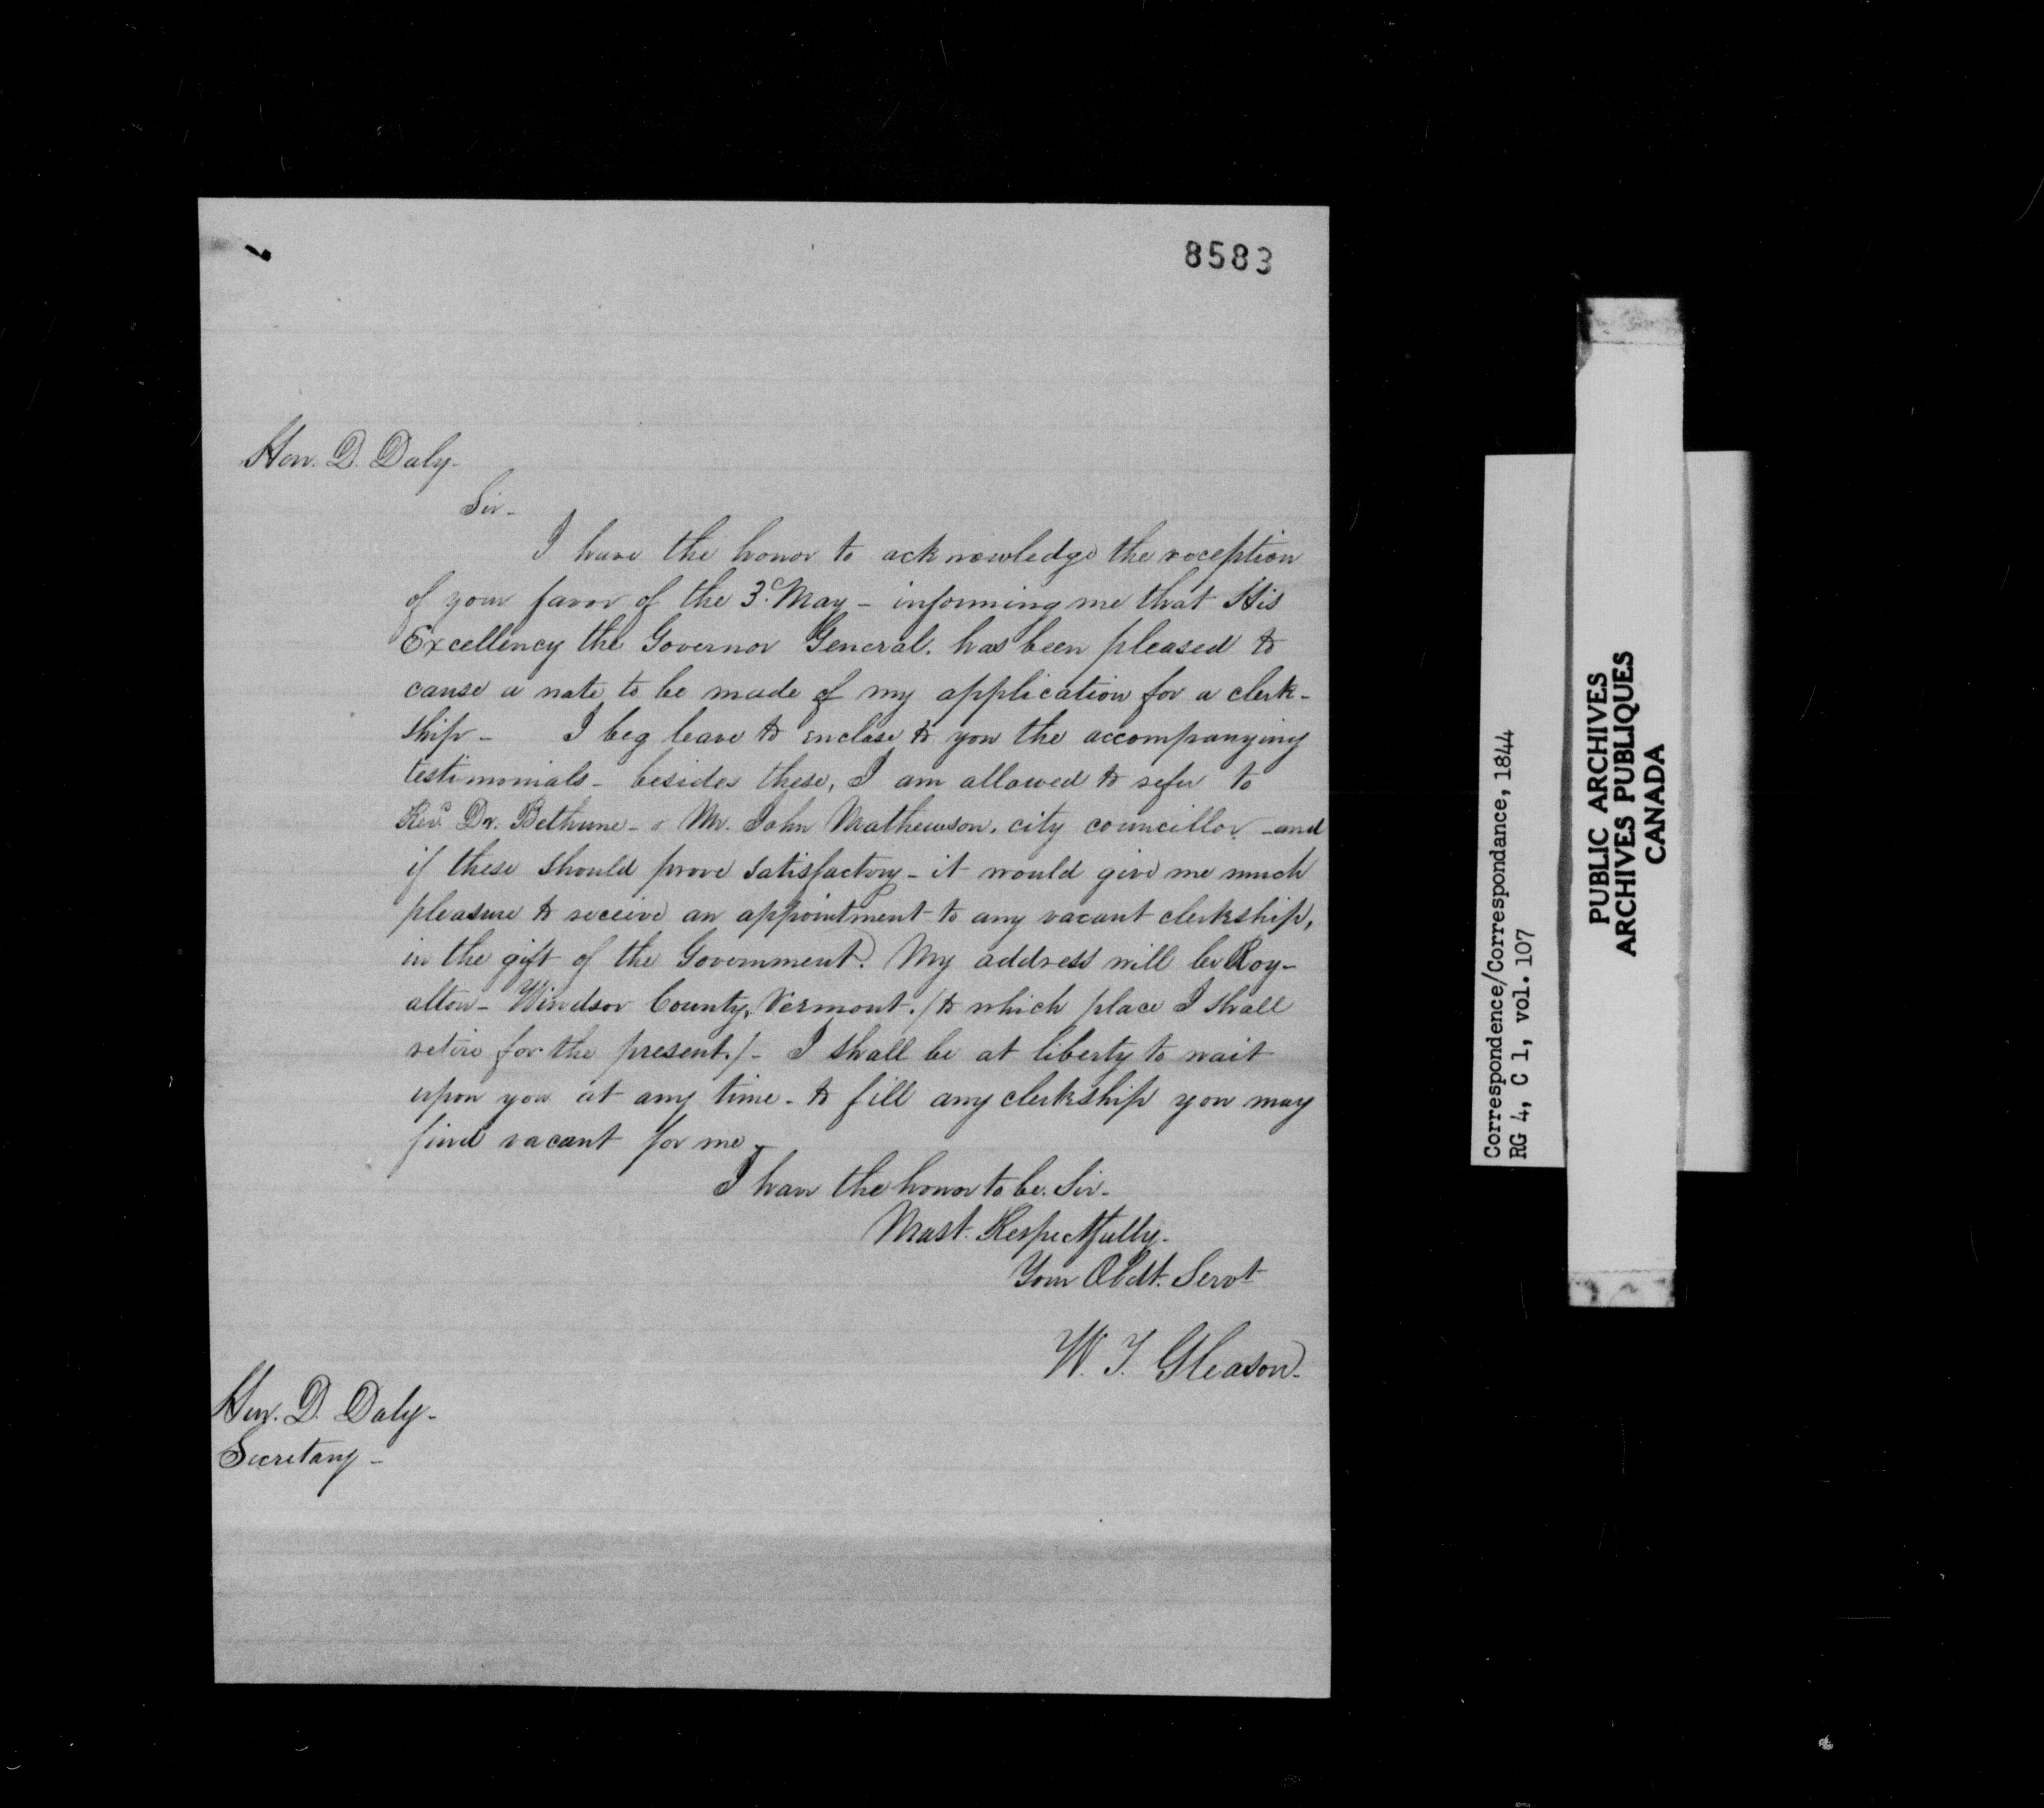 8583
Hon. D. Daly-
Sir-
I have the honor to acknowledge the reception
of your favor of the 3d. May - informing me that His
Excellency the Governor General. has been pleased to
cause a note to be made of my application for a clerk-
ship - I beg leave to enclose to you the accompanying
testimonials - besides these, I am allowed to refer to
Revd. Dr. Bethune - & Mr. John Mathewson, city councillor - and
if these should prove satisfactory - it would give me much
pleasure to receive an appointment to any vacant clerkship,
in the gift of the Government. My address will be Roy-
alton - Windsor County, Vermont. (to which place I shall
retire for the present.) - I shall be at liberty to wait
upon you at any time - to fill any clerkship you may
find vacant for me -
I have the honor to be. Sir-
Most. Respectfully.
Your Obdt. Servt
W. T. Gleason.
Hon. D. Daly-
Secretary -
Correspondence/Correspondance, 1844
RG 4, C 1, vol. 107
PUBLIC ARCHIVES
ARCHIVES PUBLIQUES
CANADA